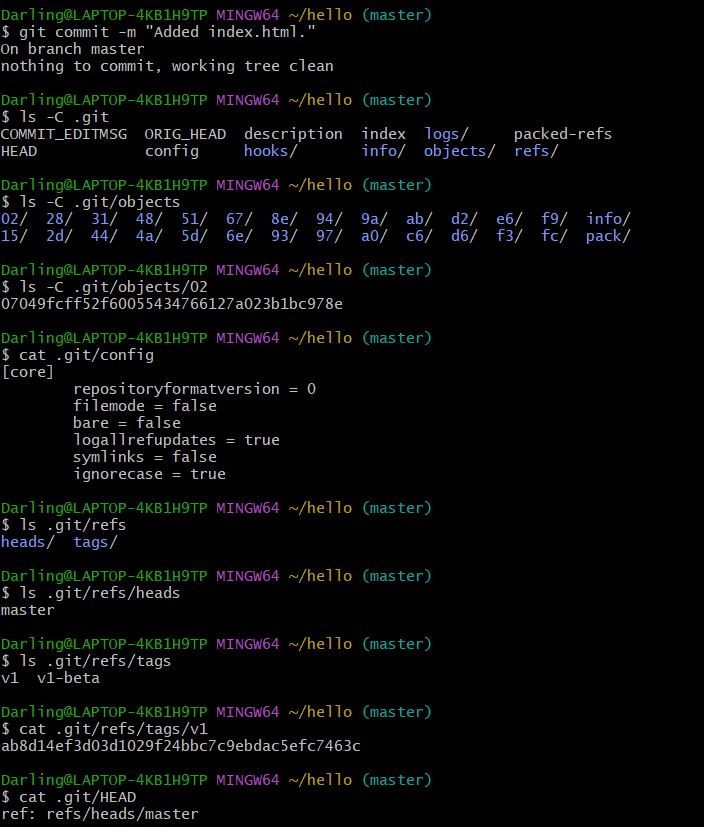 Darling@LAPTOP-4KB1H9TP MINGW64 ~/hello (master)
$ git commit -m "Added index.html."
On branch master
nothing to commit, working tree clean
Darling@LAPTOP-4KB1H9TP MINGW64 ~/hello (master)
$ ls -C .git
COMMIT_EDITMSG  ORIG_HEAD  description  index  logs/     packed-refs
HEAD            config     hooks/       info/  objects/  refs/
Darling@LAPTOP-4KB1H9TP MINGW64 ~/hello (master)
$ ls -C .git/objects
02/  28/  31/  48/  51/  67/  8e/  94/  9a/  ab/  d2/  e6/  f9/  info/
15/  2d/  44/  4a/  5d/  6e/  93/  97/  a0/  c6/  d6/  f3/  fc/  pack/
Darling@LAPTOP-4KB1H9TP MINGW64 ~/hello (master)
$ ls -C .git/objects/02
07049fcff52f60055434766127a023b1bc978e
Darling@LAPTOP-4KB1H9TP MINGW64 ~/hello (master)
$ cat .git/config
[core]
        repositoryformatversion = 0
        filemode = false
        bare = false
        logallrefupdates = true
        symlinks = false
        ignorecase = true
Darling@LAPTOP-4KB1H9TP MINGW64 ~/hello (master)
$ ls .git/refs
heads/  tags/
Darling@LAPTOP-4KB1H9TP MINGW64 ~/hello (master)
$ ls .git/refs/heads
master
Darling@LAPTOP-4KB1H9TP MINGW64 ~/hello (master)
$ ls .git/refs/tags
v1  v1-beta
Darling@LAPTOP-4KB1H9TP MINGW64 ~/hello (master)
$ cat .git/refs/tags/v1
ab8d14ef3d03d1029f24bbc7c9ebdac5efc7463c
Darling@LAPTOP-4KB1H9TP MINGW64 ~/hello (master)
$ cat .git/HEAD
ref: refs/heads/master